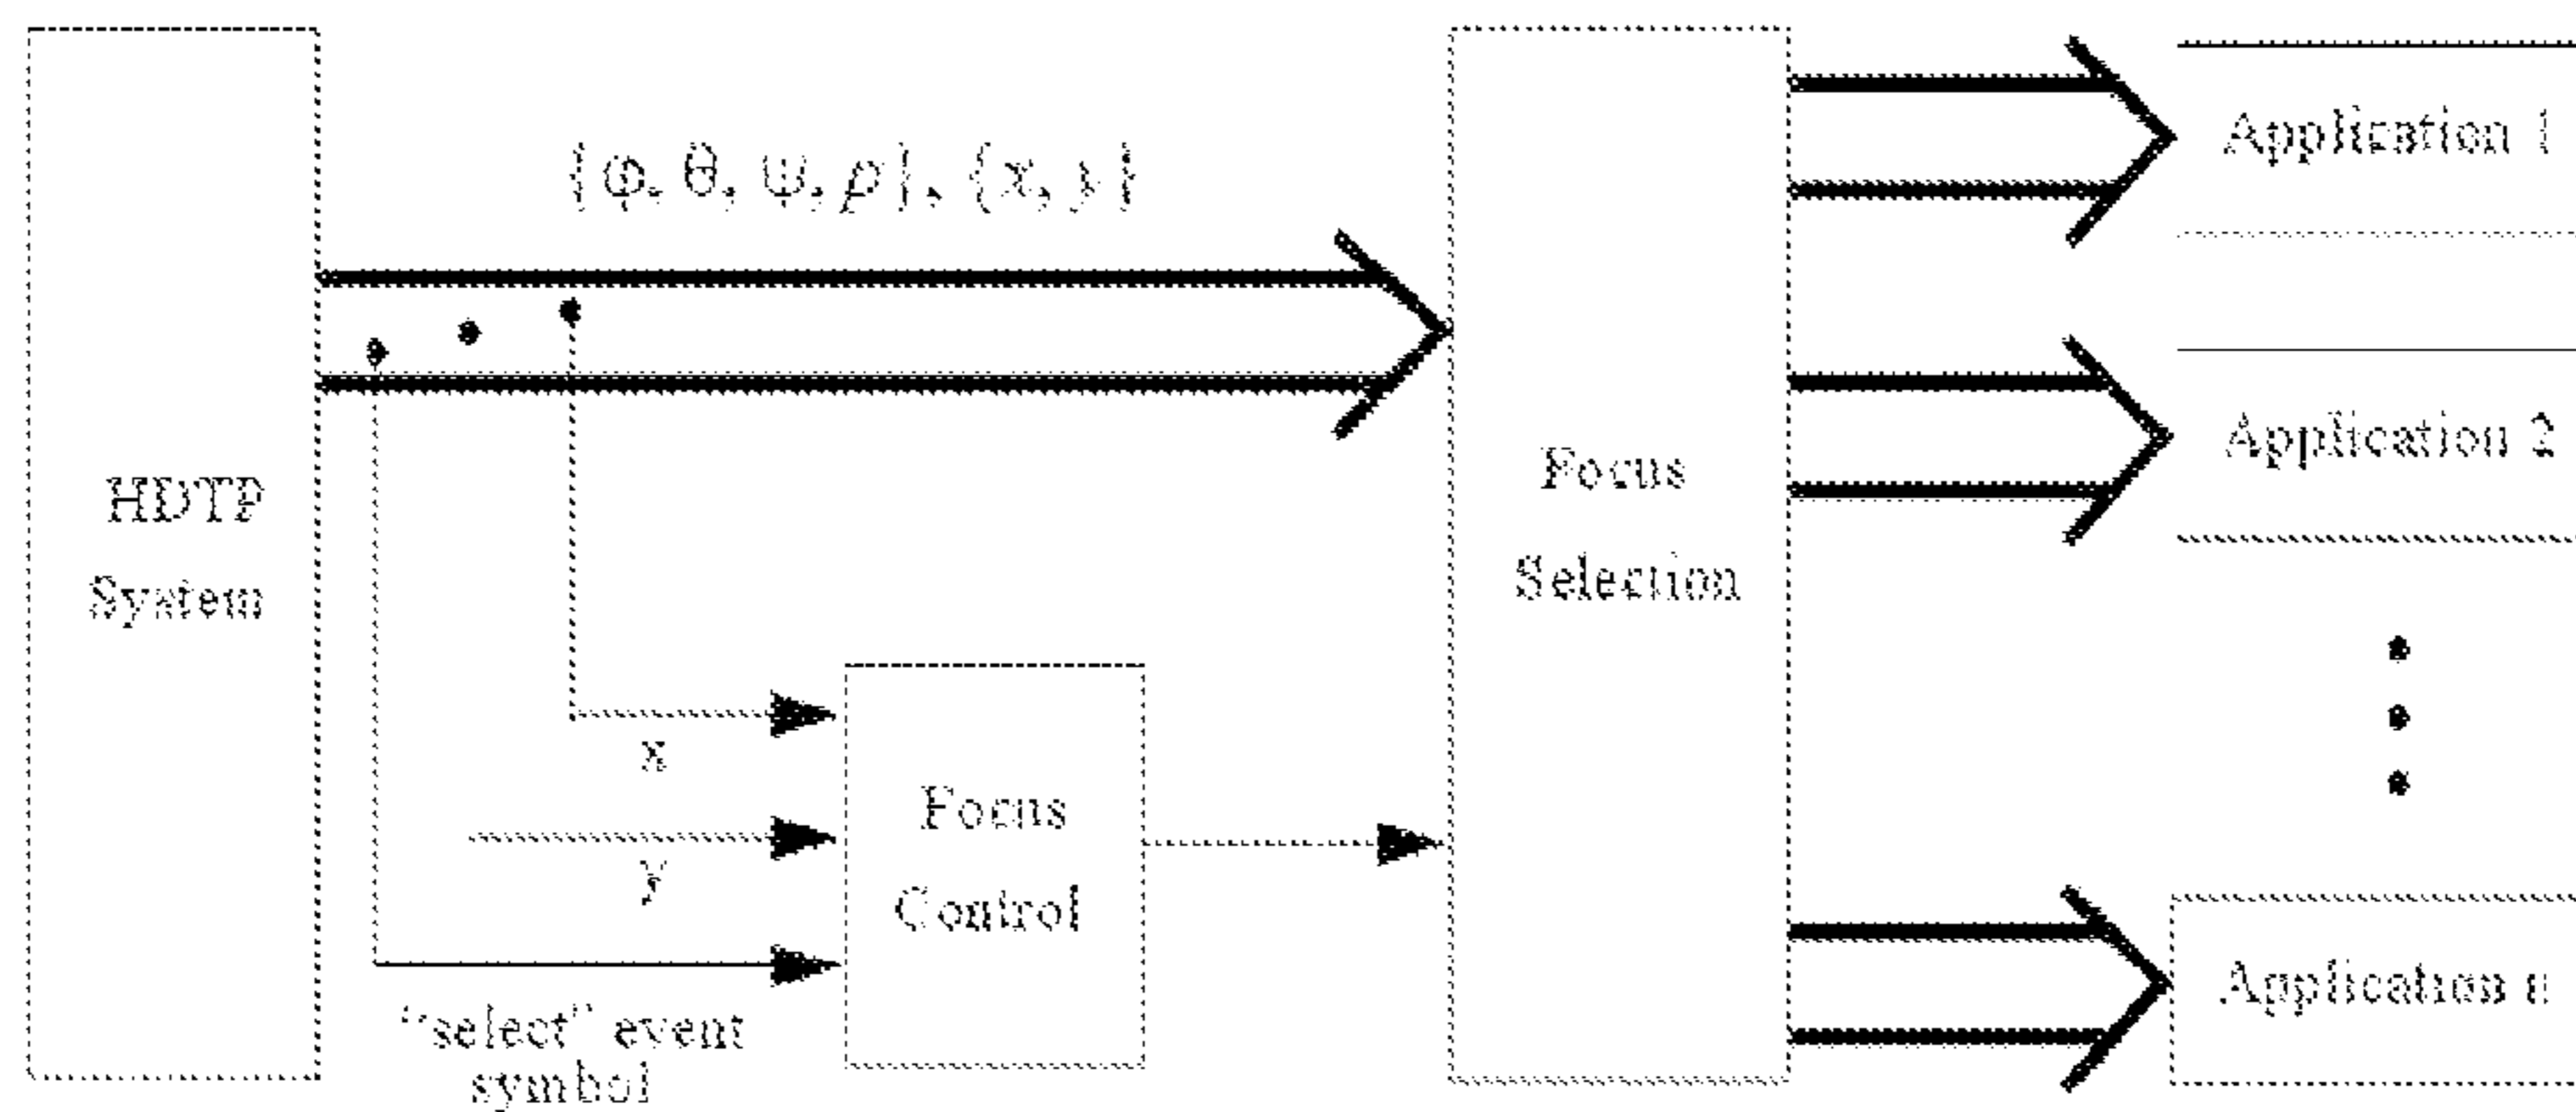 {φ, θ, ψ, ρ}, {x, y}
Application 1
Application 2
HDTP
System
Focus
Selection
x
y
Focus
Control
"select" event
symbol
Application n